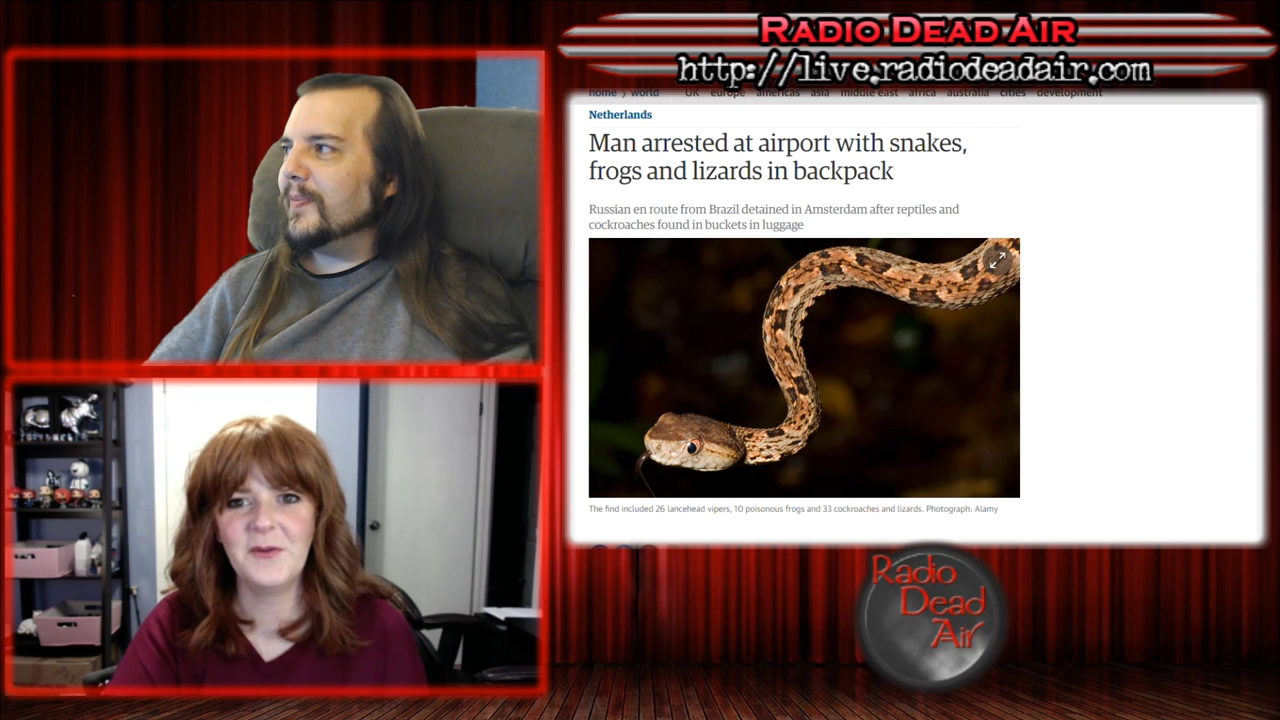 RADIO DEAD AIR
http://live.radiodeadair.com
home › world UK europe americas asia middle east africa australia cities development
Netherlands
Man arrested at airport with snakes,
frogs and lizards in backpack
Russian en route from Brazil detained in Amsterdam after reptiles and
cockroaches found in buckets in luggage
The find included 26 lancehead vipers, 10 poisonous frogs and 33 cockroaches and lizards. Photograph: Alamy
Radio
Dead
Air